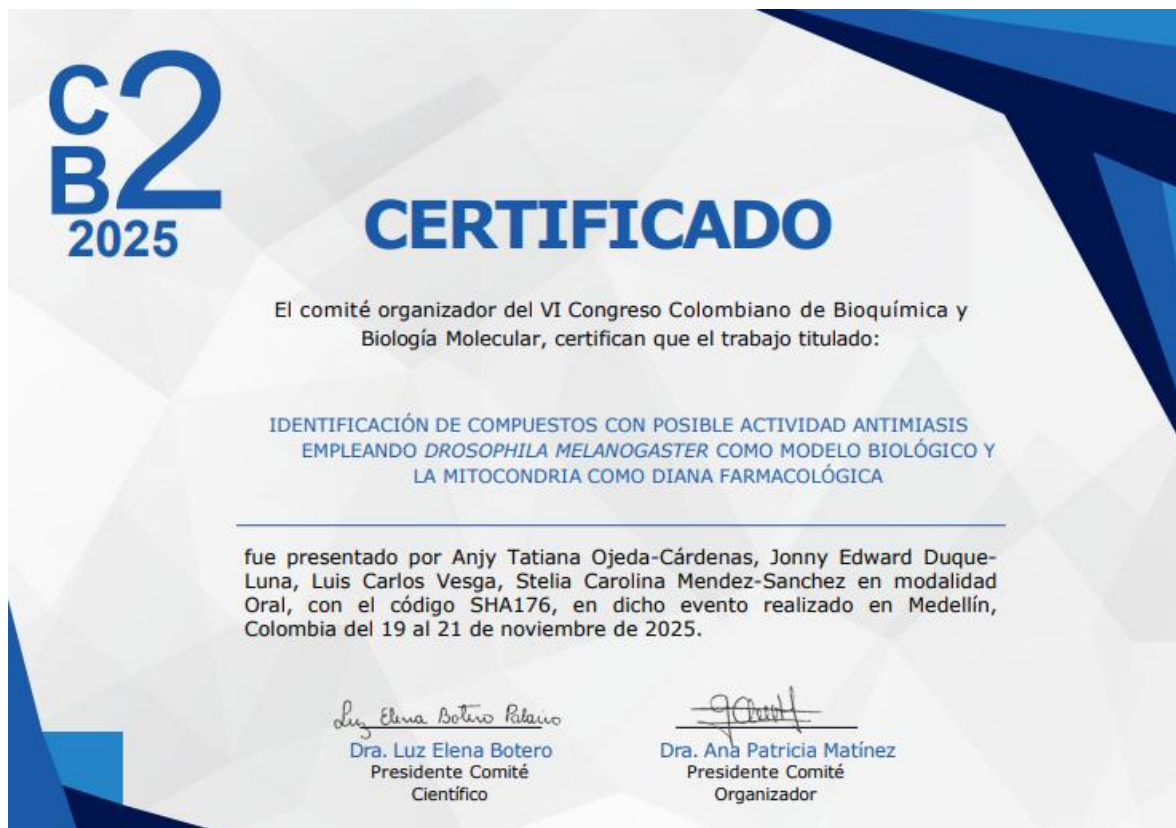 C2
B
2025
CERTIFICADO
El comité organizador del VI Congreso Colombiano de Bioquímica y
Biología Molecular, certifican que el trabajo titulado:
IDENTIFICACIÓN DE COMPUESTOS CON POSIBLE ACTIVIDAD ANTIMIASIS
EMPLEANDO DROSOPHILA MELANOGASTER COMO MODELO BIOLÓGICO Y
LA MITOCONDRIA COMO DIANA FARMACOLÓGICA
fue presentado por Anjy Tatiana Ojeda-Cárdenas, Jonny Edward Duque-
Luna, Luis Carlos Vesga, Stelia Carolina Mendez-Sanchez en modalidad
Oral, con el código SHA176, en dicho evento realizado en Medellín,
Colombia del 19 al 21 de noviembre de 2025.
Luz Elena Botero Palacio
Dra. Luz Elena Botero
Presidente Comité
Científico
Dra. Ana Patricia Matínez
Presidente Comité
Organizador